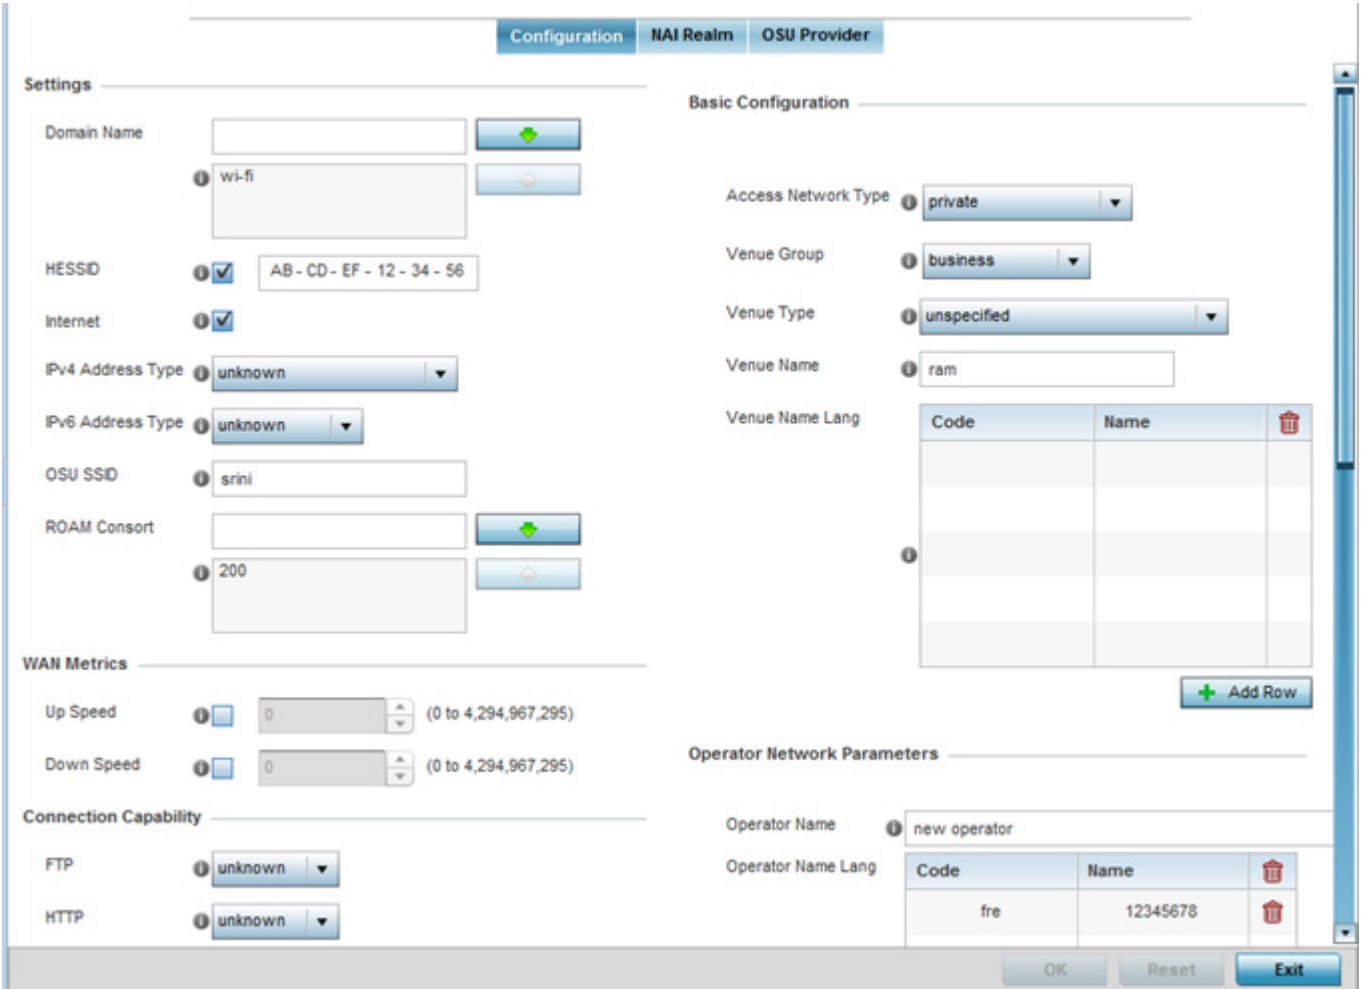 Configuration NAI Realm OSU Provider
Settings
Domain Name
wi-fi
HESSID AB - CD - EF - 12 - 34 - 56
Internet
IPv4 Address Type unknown
IPv6 Address Type unknown
OSU SSID srini
ROAM Consort
200
WAN Metrics
Up Speed 0 (0 to 4,294,967,295)
Down Speed 0 (0 to 4,294,967,295)
Connection Capability
FTP unknown
HTTP unknown
Basic Configuration
Access Network Type private
Venue Group business
Venue Type unspecified
Venue Name ram
Venue Name Lang Code Name
Add Row
Operator Network Parameters
Operator Name new operator
Operator Name Lang Code Name
fre 12345678
OK Reset Exit